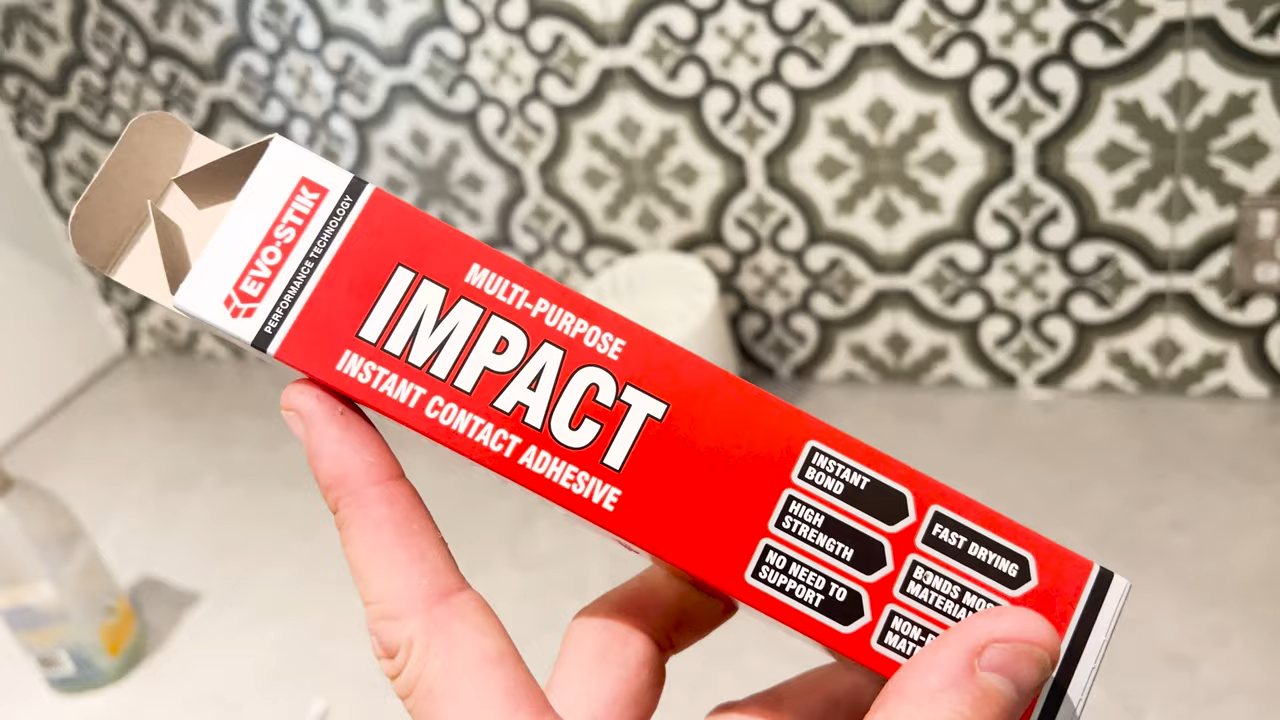 EVO-STIK
PERFORMANCE TECHNOLOGY
MULTI-PURPOSE
IMPACT
INSTANT CONTACT ADHESIVE
INSTANT
BOND
HIGH
STRENGTH
NO NEED TO
SUPPORT
FAST DRYING
BONDS